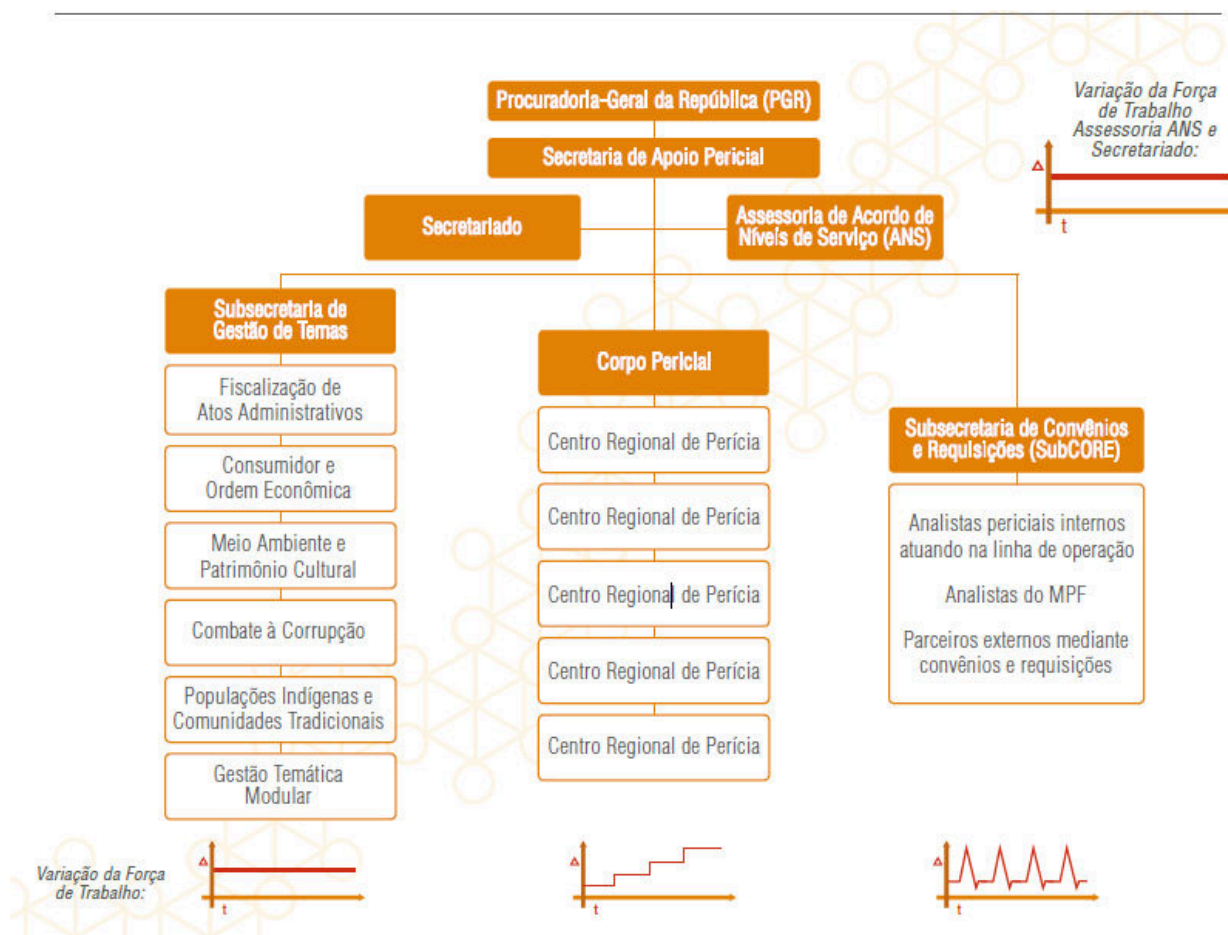 Procuradoria-Geral da República (PGR)
Secretaria de Apoio Pericial
Secretariado
Assessoria de Acordo de
Níveis de Serviço (ANS)
Variação da Força
de Trabalho
Assessoria ANS e
Secretariado:
Δ
t
Subsecretaria de
Gestão de Temas
Fiscalização de
Atos Administrativos
Consumidor e
Ordem Econômica
Meio Ambiente e
Patrimônio Cultural
Combate à Corrupção
Populações Indígenas e
Comunidades Tradicionais
Gestão Temática
Modular
Corpo Pericial
Centro Regional de Perícia
Centro Regional de Perícia
Centro Regional de Perícia
Centro Regional de Perícia
Centro Regional de Perícia
Subsecretaria de Convênios
e Requisições (SubCORE)
Analistas periciais internos
atuando na linha de operação
Analistas do MPF
Parceiros externos mediante
convênios e requisições
Variação da Força
de Trabalho:
Δ
t
Δ
t
Δ
t